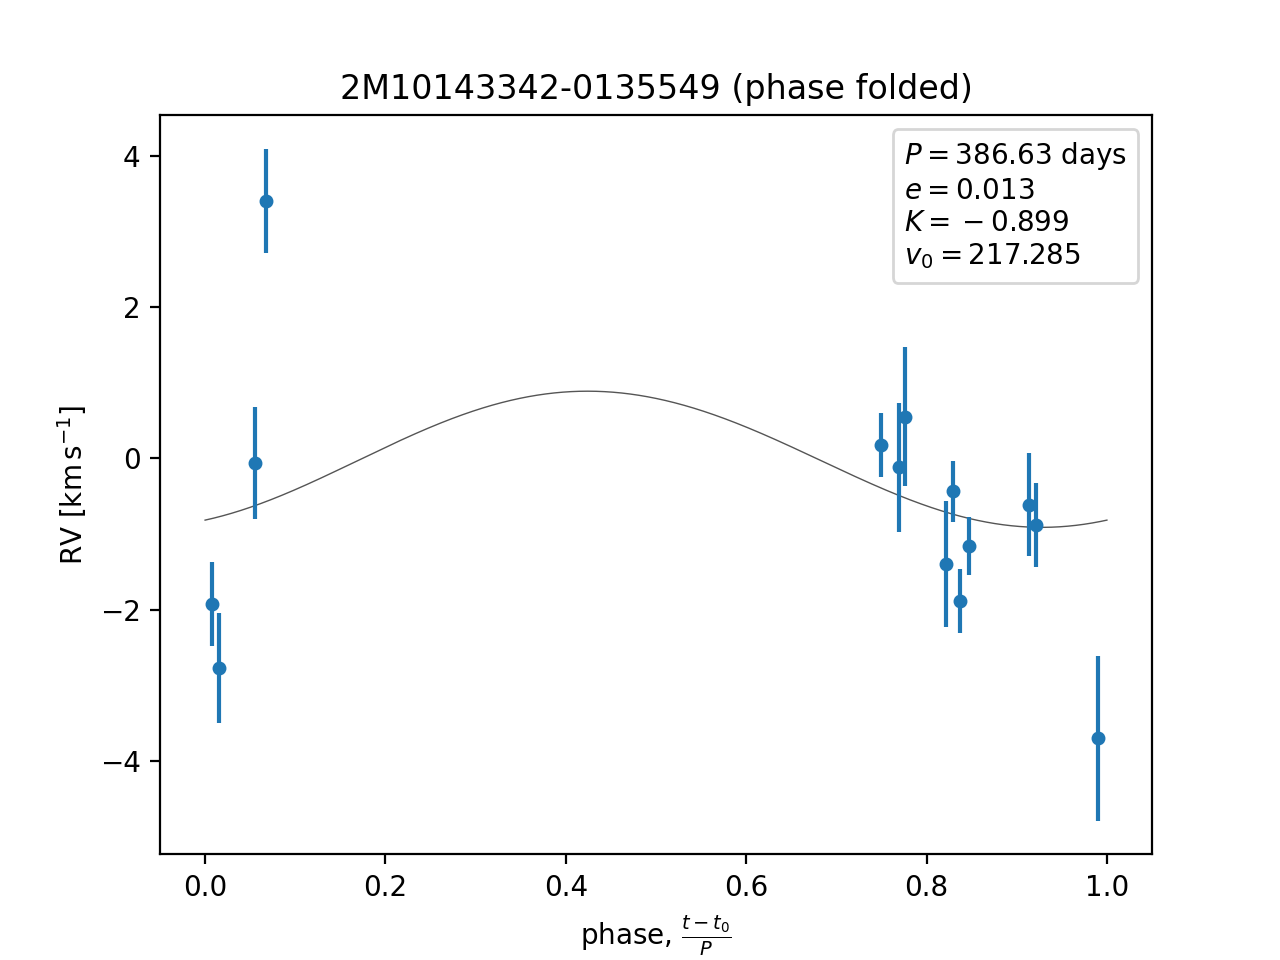 2M10143342-0135549 (phase folded)
P = 386.63 days
e = 0.013
K = −0.899
v₀ = 217.285
4
2
0
−2
−4
RV [km s⁻¹]
0.0 0.2 0.4 0.6 0.8 1.0
phase, (t − t₀)/P